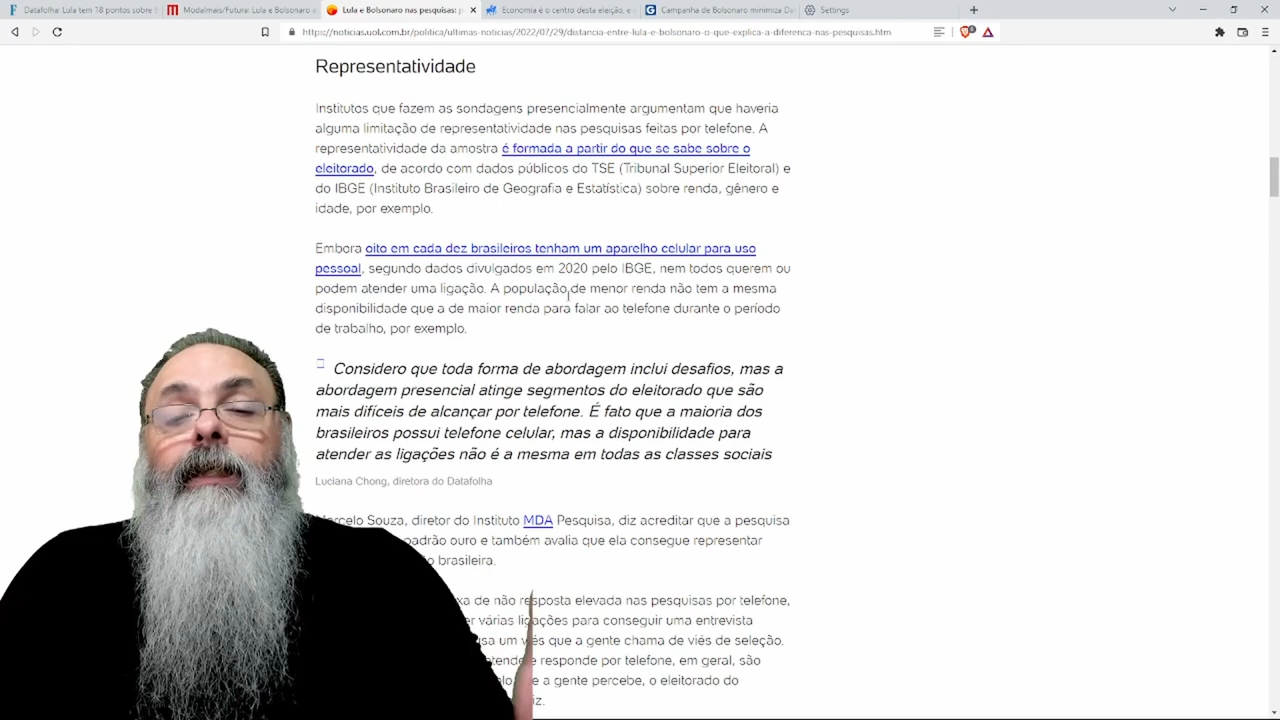 Datafolha: Lula tem 18 pontos sobre
Modalmais/Futura: Lula e Bolsonaro
Lula e Bolsonaro nas pesquisas:
Economia é o centro desta eleição, e
Campanha de Bolsonaro minimiza
Settings
https://noticias.uol.com.br/politica/ultimas-noticias/2022/07/29/distancia-entre-lula-e-bolsonaro-o-que-explica-a-diferenca-nas-pesquisas.htm
Representatividade
Institutos que fazem as sondagens presencialmente argumentam que haveria
alguma limitação de representatividade nas pesquisas feitas por telefone. A
representatividade da amostra é formada a partir do que se sabe sobre o
eleitorado, de acordo com dados públicos do TSE (Tribunal Superior Eleitoral) e
do IBGE (Instituto Brasileiro de Geografia e Estatística) sobre renda, gênero e
idade, por exemplo.
Embora oito em cada dez brasileiros tenham um aparelho celular para uso
pessoal, segundo dados divulgados em 2020 pelo IBGE, nem todos querem ou
podem atender uma ligação. A população de menor renda não tem a mesma
disponibilidade que a de maior renda para falar ao telefone durante o período
de trabalho, por exemplo.
Considero que toda forma de abordagem inclui desafios, mas a
abordagem presencial atinge segmentos do eleitorado que são
mais difíceis de alcançar por telefone. É fato que a maioria dos
brasileiros possui telefone celular, mas a disponibilidade para
atender as ligações não é a mesma em todas as classes sociais
Luciana Chong, diretora do Datafolha
Marcelo Souza, diretor do Instituto MDA Pesquisa, diz acreditar que a pesquisa
padrão ouro e também avalia que ela consegue representar
brasileira.
de não resposta elevada nas pesquisas por telefone,
várias ligações para conseguir uma entrevista
um viés que a gente chama de viés de seleção.
e responde por telefone, em geral, são
a gente percebe, o eleitorado do